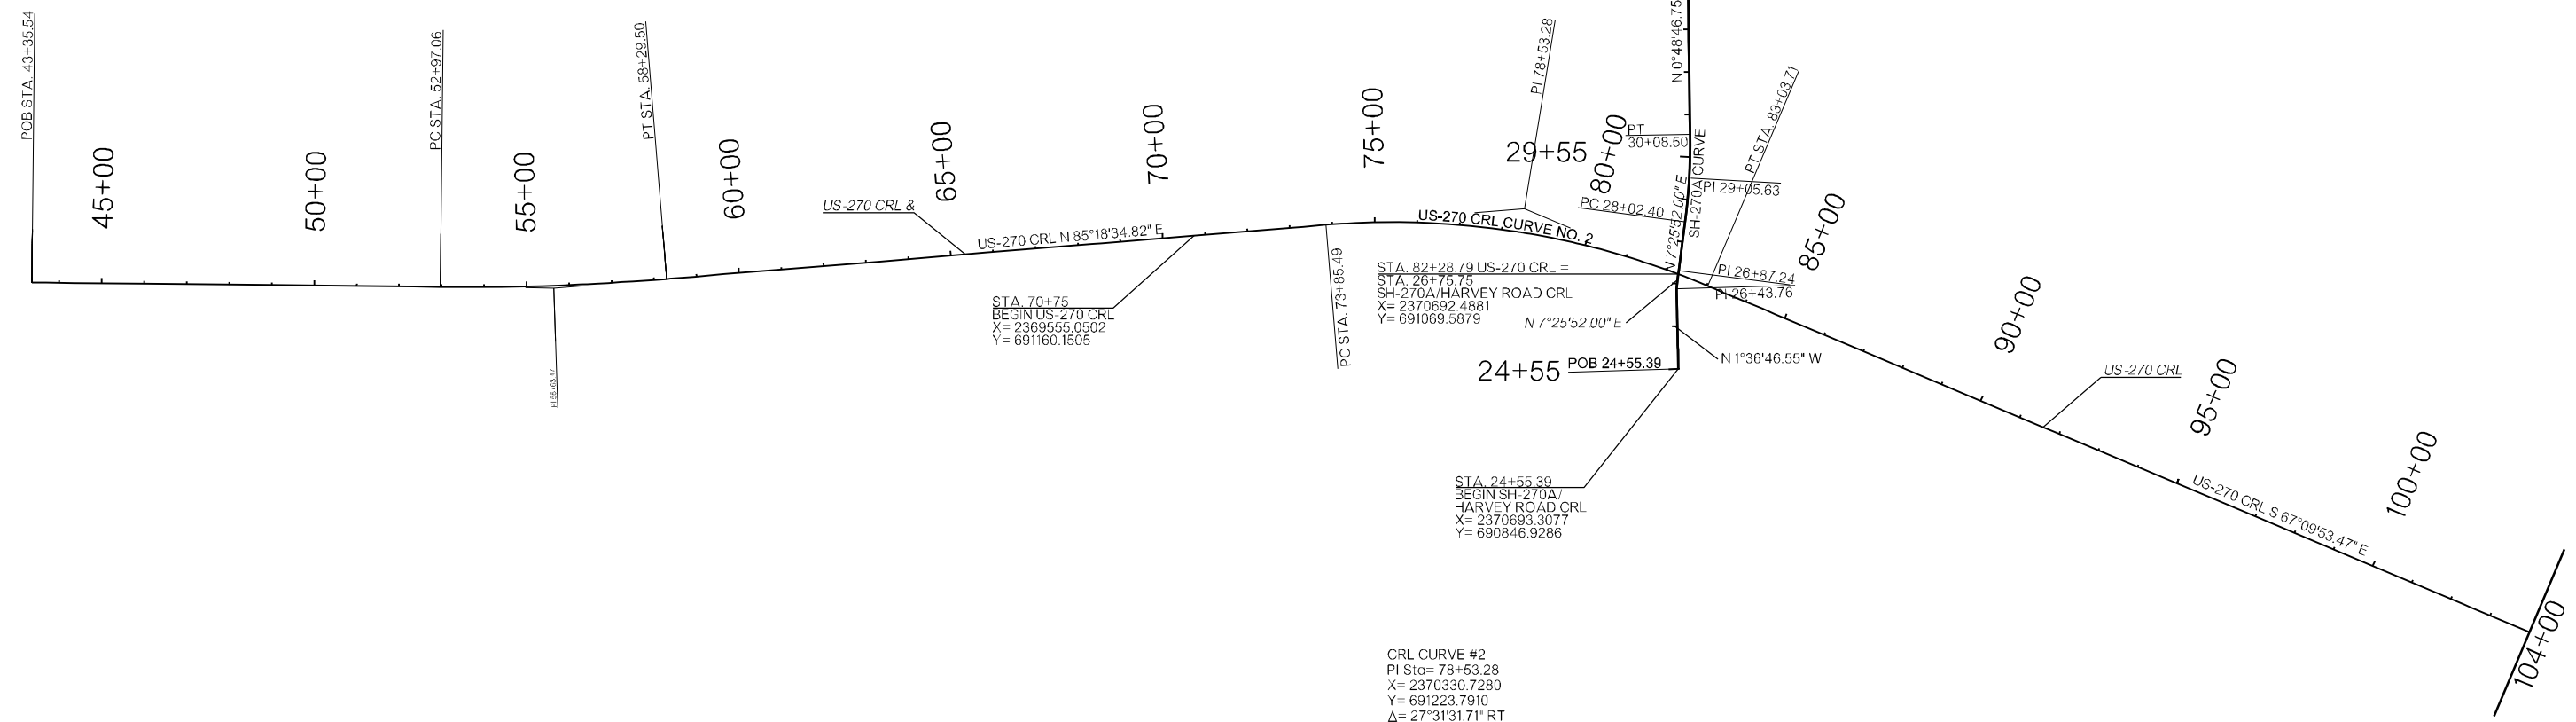 POB STA. 43+35.54
PC STA. 52+97.06
PT STA. 58+29.50
PI 78+53.28
N 0°48'46.75"
PT STA. 83+03.71
45+00
50+00
55+00
60+00
65+00
70+00
75+00
80+00
85+00
90+00
95+00
100+00
104+00
29+55
PT
30+08.50
SH-270A CURVE
PI 29+05.63
PC 28+02.40
N 7°25'52.00" E
US-270 CRL &
US-270 CRL N 85°18'34.82" E
US-270 CRL CURVE NO. 2
PC STA. 73+85.49
STA. 70+75
BEGIN US-270 CRL
X= 2369555.0502
Y= 691160.1505
STA. 82+28.79 US-270 CRL =
STA. 26+75.75
SH-270A/HARVEY ROAD CRL
X= 2370692.4881
Y= 691069.5879
PI 26+87.24
PI 26+43.76
N 7°25'52.00" E
N 1°36'46.55" W
24+55
POB 24+55.39
US-270 CRL
US-270 CRL S 67°09'53.47" E
STA. 24+55.39
BEGIN SH-270A/
HARVEY ROAD CRL
X= 2370693.3077
Y= 690846.9286
CRL CURVE #2
PI Sta= 78+53.28
X= 2370330.7280
Y= 691223.7910
Δ= 27°31'31.71" RT